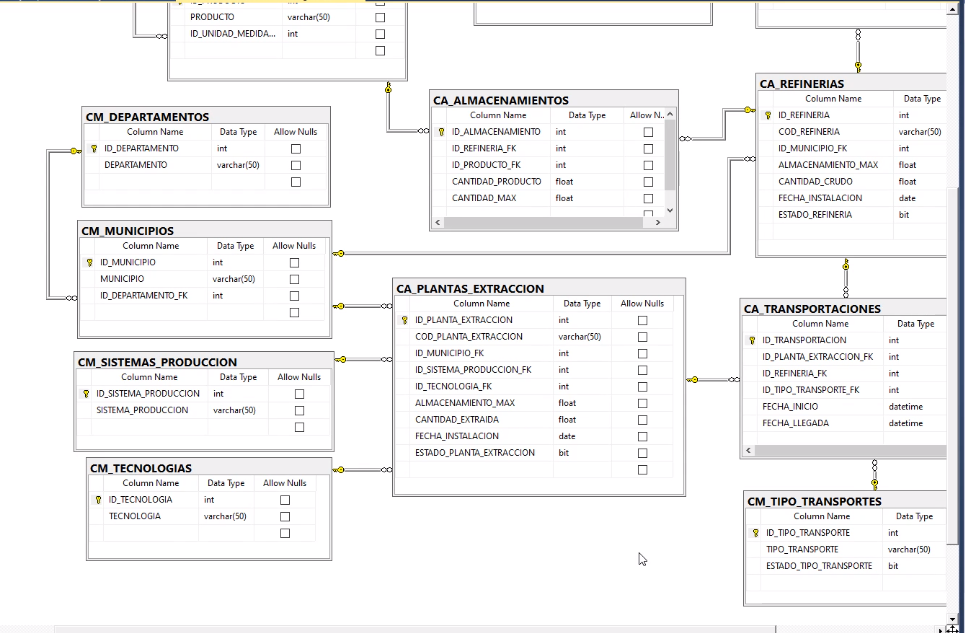 PRODUCTO varchar(50)
ID_UNIDAD_MEDIDA... int
CM_DEPARTAMENTOS
Column Name Data Type Allow Nulls
ID_DEPARTAMENTO int
DEPARTAMENTO varchar(50)
CM_MUNICIPIOS
Column Name Data Type Allow Nulls
ID_MUNICIPIO int
MUNICIPIO varchar(50)
ID_DEPARTAMENTO_FK int
CM_SISTEMAS_PRODUCCION
Column Name Data Type Allow Nulls
ID_SISTEMA_PRODUCCION int
SISTEMA_PRODUCCION varchar(50)
CM_TECNOLOGIAS
Column Name Data Type Allow Nulls
ID_TECNOLOGIA int
TECNOLOGIA varchar(50)
CA_ALMACENAMIENTOS
Column Name Data Type Allow N...
ID_ALMACENAMIENTO int
ID_REFINERIA_FK int
ID_PRODUCTO_FK int
CANTIDAD_PRODUCTO float
CANTIDAD_MAX float
CA_PLANTAS_EXTRACCION
Column Name Data Type Allow Nulls
ID_PLANTA_EXTRACCION int
COD_PLANTA_EXTRACCION varchar(50)
ID_MUNICIPIO_FK int
ID_SISTEMA_PRODUCCION_FK int
ID_TECNOLOGIA_FK int
ALMACENAMIENTO_MAX float
CANTIDAD_EXTRAIDA float
FECHA_INSTALACION date
ESTADO_PLANTA_EXTRACCION bit
CA_REFINERIAS
Column Name Data Type
ID_REFINERIA int
COD_REFINERIA varchar(50)
ID_MUNICIPIO_FK int
ALMACENAMIENTO_MAX float
CANTIDAD_CRUDO float
FECHA_INSTALACION date
ESTADO_REFINERIA bit
CA_TRANSPORTACIONES
Column Name Data Type
ID_TRANSPORTACION int
ID_PLANTA_EXTRACCION_FK int
ID_REFINERIA_FK int
ID_TIPO_TRANSPORTE_FK int
FECHA_INICIO datetime
FECHA_LLEGADA datetime
CM_TIPO_TRANSPORTES
Column Name Data Type
ID_TIPO_TRANSPORTE int
TIPO_TRANSPORTE varchar(50)
ESTADO_TIPO_TRANSPORTE bit